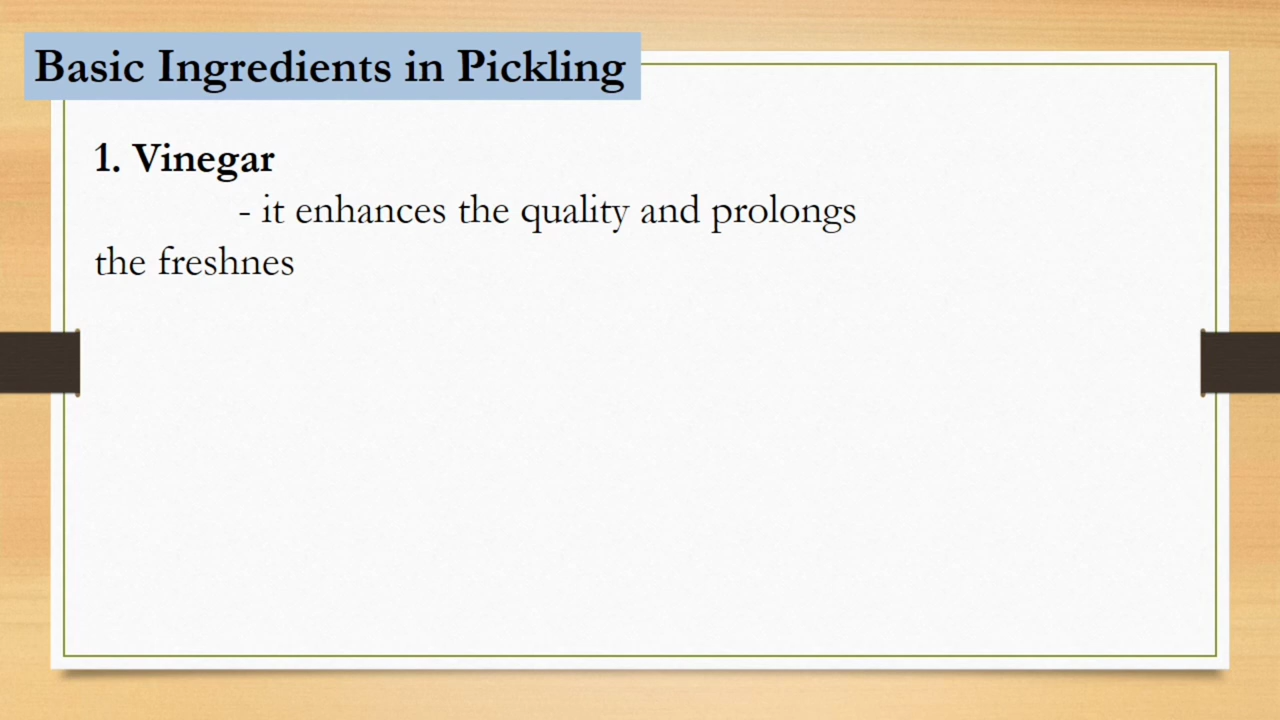 Basic Ingredients in Pickling
1. Vinegar
- it enhances the quality and prolongs
the freshnes